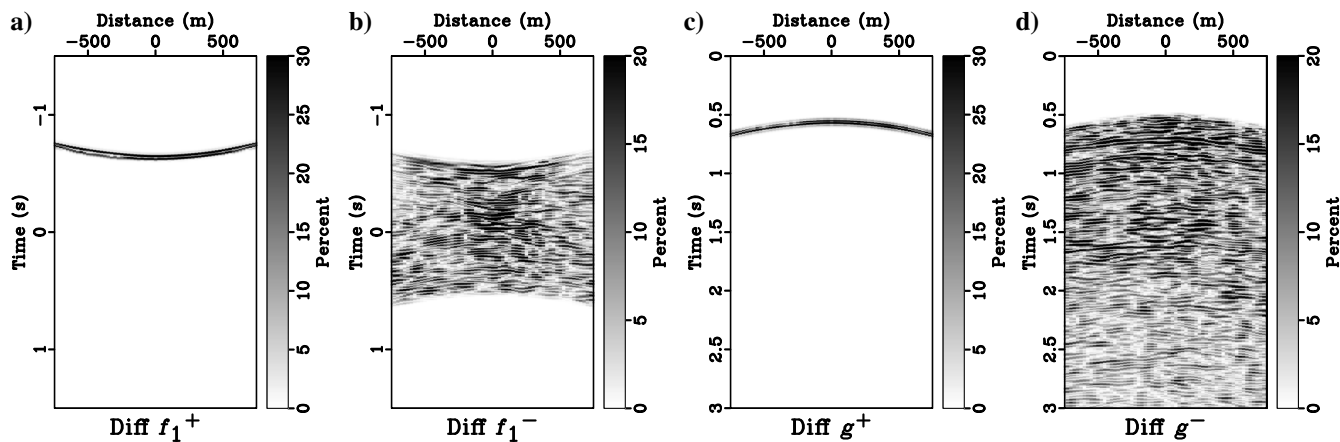 a)
Distance (m)
−500 0 500
Time (s)
−1
0
1
0 5 10 15 20 25 30
Percent
Diff f1+
b)
Distance (m)
−500 0 500
Time (s)
−1
0
1
0 5 10 15 20
Percent
Diff f1−
c)
Distance (m)
−500 0 500
Time (s)
0
0.5
1
1.5
2
2.5
3
0 5 10 15 20 25 30
Percent
Diff g+
d)
Distance (m)
−500 0 500
Time (s)
0
0.5
1
1.5
2
2.5
3
0 5 10 15 20
Percent
Diff g−